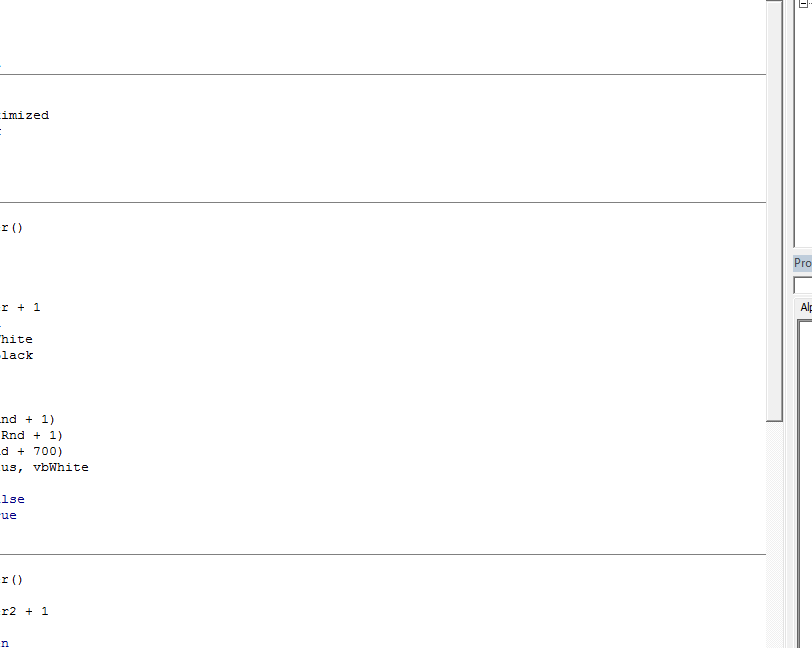 imized
r()
r + 1
hite
lack
nd + 1)
Rnd + 1)
d + 700)
us, vbWhite
lse
ue
r()
r2 + 1
n
Pro
Alp